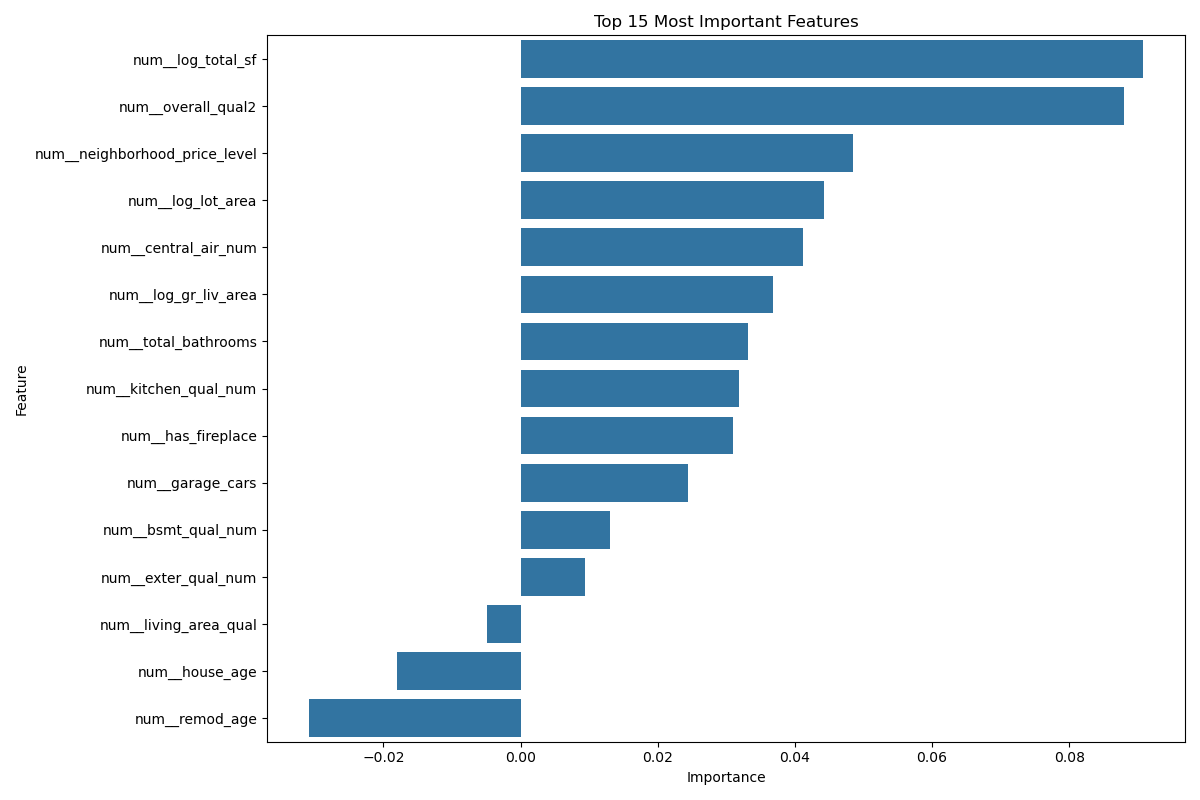 Top 15 Most Important Features
num__log_total_sf
num__overall_qual2
num__neighborhood_price_level
num__log_lot_area
num__central_air_num
num__log_gr_liv_area
num__total_bathrooms
num__kitchen_qual_num
num__has_fireplace
num__garage_cars
num__bsmt_qual_num
num__exter_qual_num
num__living_area_qual
num__house_age
num__remod_age
Feature
−0.02 0.00 0.02 0.04 0.06 0.08
Importance